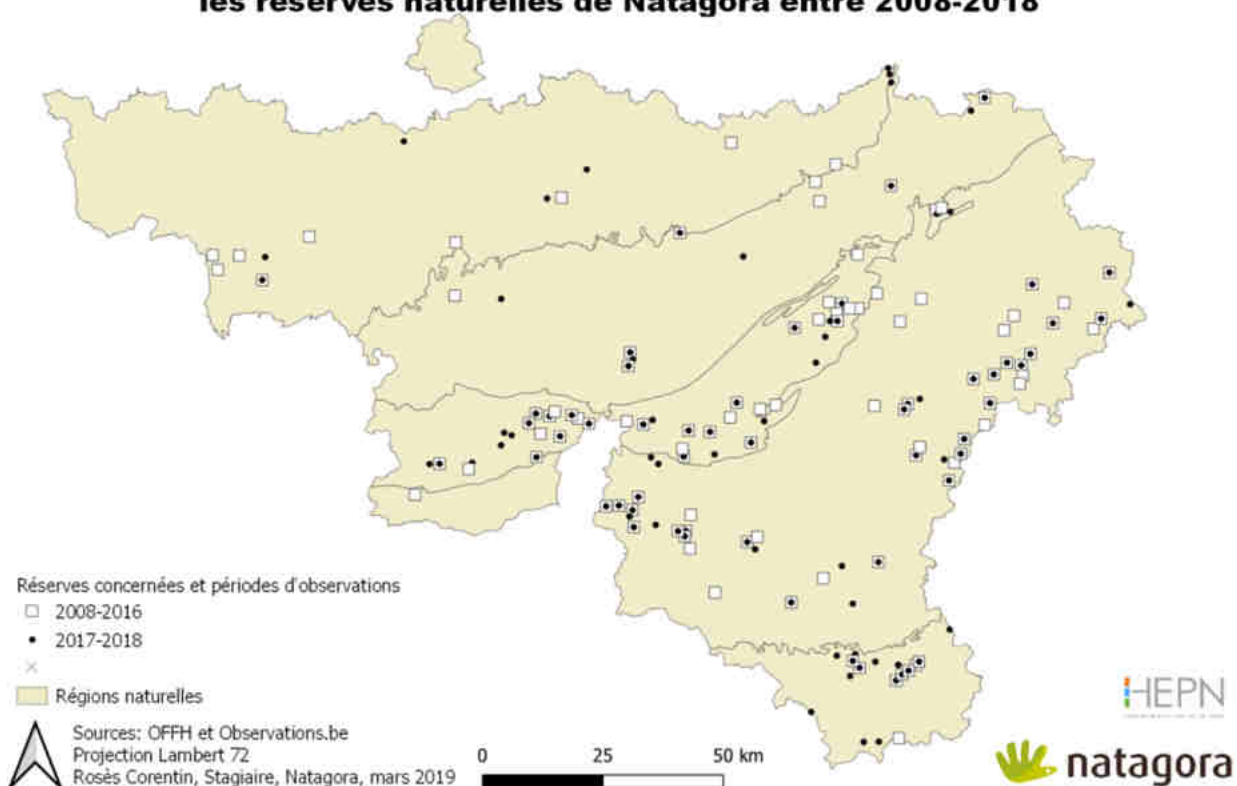 les réserves naturelles de Natagora entre 2008-2018
Réserves concernées et périodes d'observations
2008-2016
2017-2018
Régions naturelles
Sources: OFFH et Observations.be
Projection Lambert 72
Rosès Corentin, Stagiaire, Natagora, mars 2019
0 25 50 km
HEPN
natagora